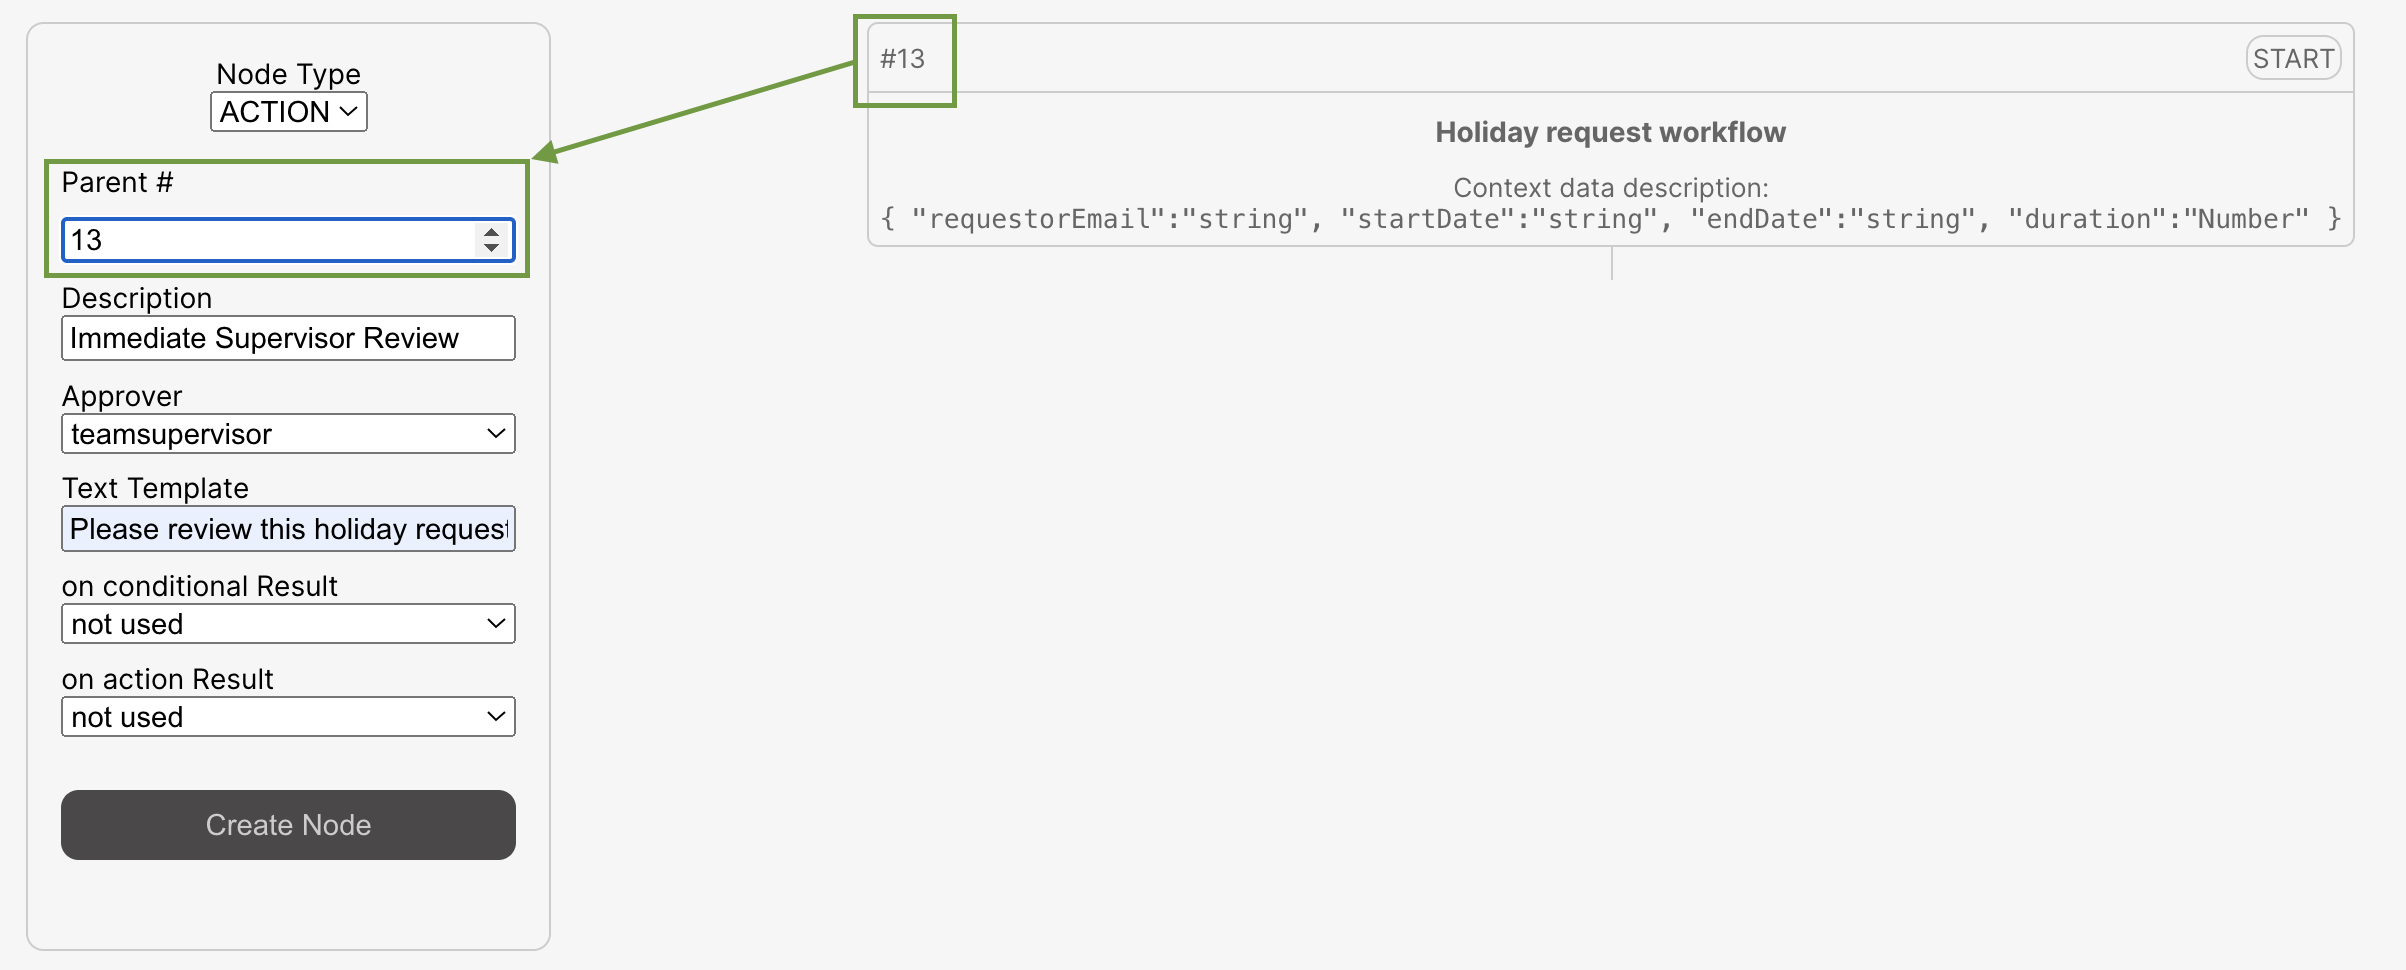 Node Type
ACTION
Parent #
13
Description
Immediate Supervisor Review
Approver
teamsupervisor
Text Template
Please review this holiday request
on conditional Result
not used
on action Result
not used
Create Node
#13
START
Holiday request workflow
Context data description:
{ "requestorEmail":"string", "startDate":"string", "endDate":"string", "duration":"Number" }